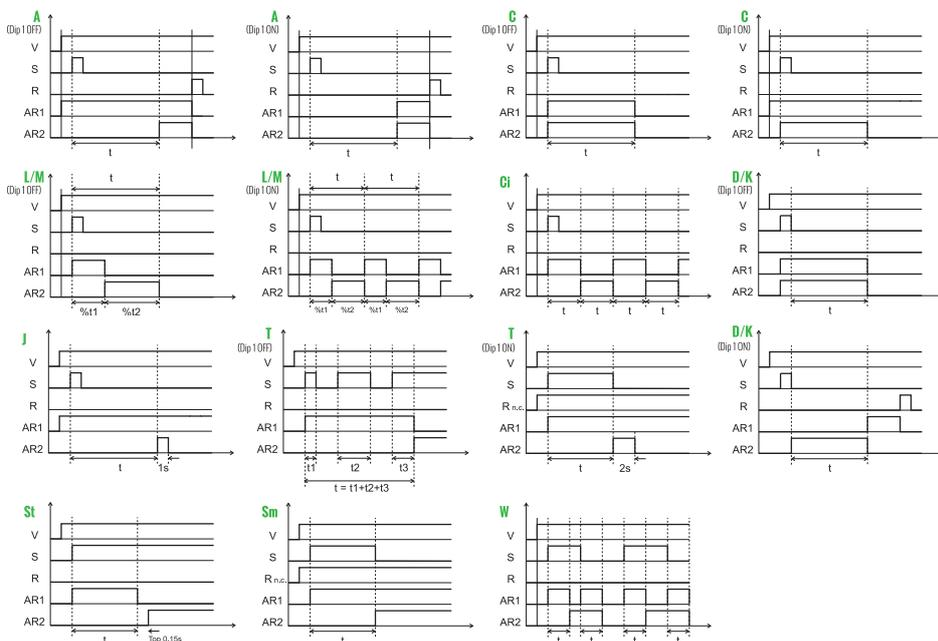 A
(Dip 1 OFF)
V
S
R
AR1
AR2
t
A
(Dip 1 ON)
V
S
R
AR1
AR2
t
C
(Dip 1 OFF)
V
S
R
AR1
AR2
t
C
(Dip 1 ON)
V
S
R
AR1
AR2
t
L/M
(Dip 1 OFF)
t
V
S
R
AR1
AR2
%t1 %t2
L/M
(Dip 1 ON)
t t
V
S
R
AR1
AR2
%t1 %t2 %t1 %t2
Ci
V
S
R
AR1
AR2
t t t t
D/K
(Dip 1 OFF)
V
S
R
AR1
AR2
t
J
V
S
R
AR1
AR2
t 1s
T
(Dip 1 OFF)
V
S
R
AR1
AR2
t1 t2 t3
t = t1+t2+t3
T
(Dip 1 ON)
V
S
R n.c.
AR1
AR2
t 2s
D/K
(Dip 1 ON)
V
S
R
AR1
AR2
t
St
V
S
R
AR1
AR2
t Top 0,15s
Sm
V
S
R n.c.
AR1
AR2
t
W
V
S
R
AR1
AR2
t t t t